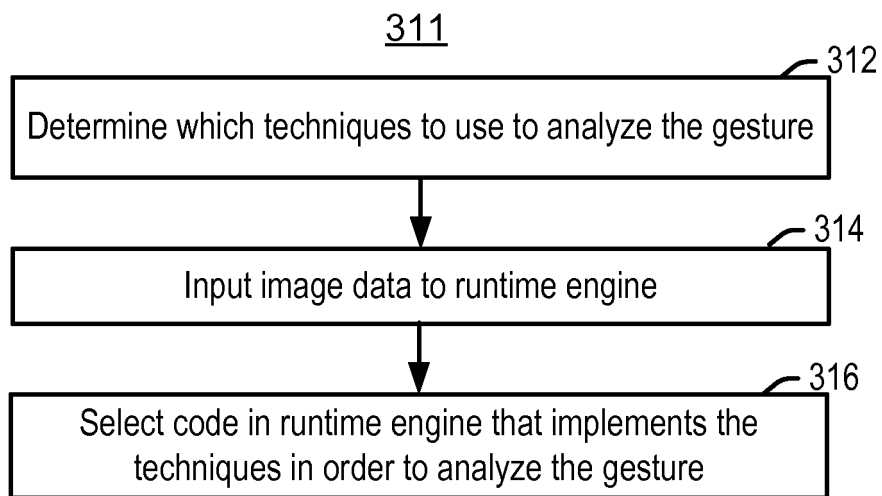 311
312
Determine which techniques to use to analyze the gesture
314
Input image data to runtime engine
316
Select code in runtime engine that implements the
techniques in order to analyze the gesture